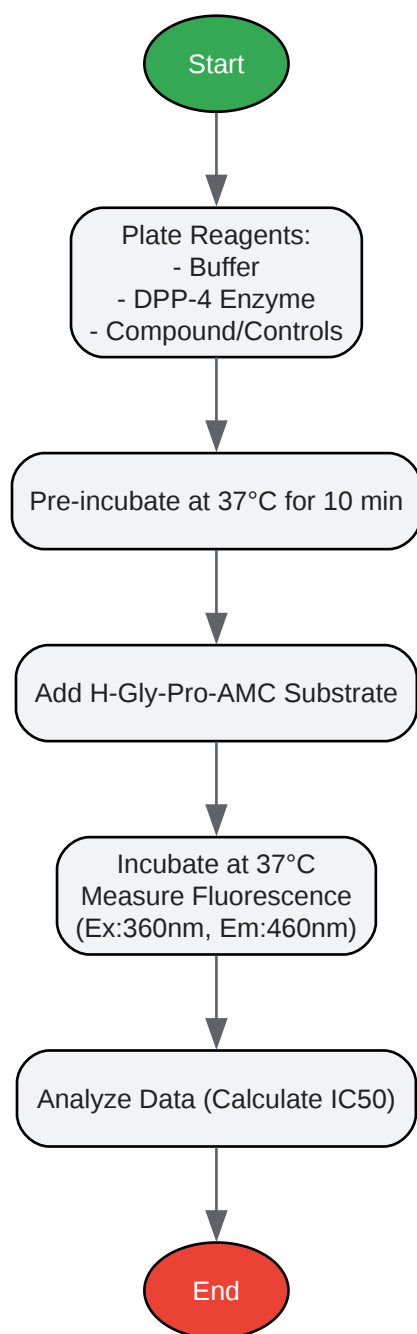 Start
Plate Reagents:
- Buffer
- DPP-4 Enzyme
- Compound/Controls
Pre-incubate at 37°C for 10 min
Add H-Gly-Pro-AMC Substrate
Incubate at 37°C
Measure Fluorescence
(Ex:360nm, Em:460nm)
Analyze Data (Calculate IC50)
End